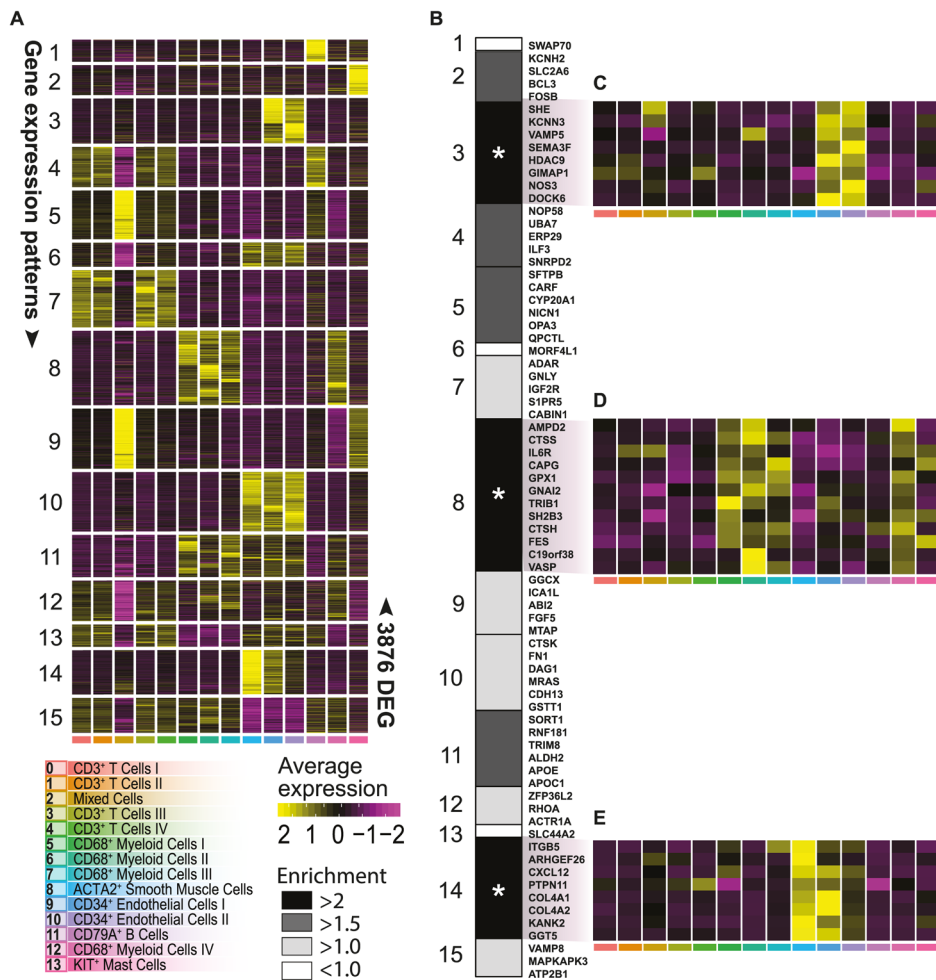 A
Gene expression patterns ▼
1
2
3
4
5
6
7
8
9
10
11
12
13
14
15
▲ 3876 DEG
0 CD3⁺ T Cells I
1 CD3⁺ T Cells II
2 Mixed Cells
3 CD3⁺ T Cells III
4 CD3⁺ T Cells IV
5 CD68⁺ Myeloid Cells I
6 CD68⁺ Myeloid Cells II
7 CD68⁺ Myeloid Cells III
8 ACTA2⁺ Smooth Muscle Cells
9 CD34⁺ Endothelial Cells I
10 CD34⁺ Endothelial Cells II
11 CD79A⁺ B Cells
12 CD68⁺ Myeloid Cells IV
13 KIT⁺ Mast Cells
Average
expression
2 1 0 −1 −2
Enrichment
>2
>1.5
>1.0
<1.0
B
1
SWAP70
2
KCNH2
SLC2A6
BCL3
FOSB
3
*
SHE
KCNN3
VAMP5
SEMA3F
HDAC9
GIMAP1
NOS3
DOCK6
4
NOP58
UBA7
ERP29
ILF3
SNRPD2
5
SFTPB
CARF
CYP20A1
NICN1
OPA3
QPCTL
6
MORF4L1
7
ADAR
GNLY
IGF2R
S1PR5
CABIN1
8
*
AMPD2
CTSS
IL6R
CAPG
GPX1
GNAI2
TRIB1
SH2B3
CTSH
FES
C19orf38
VASP
9
GGCX
ICA1L
ABI2
FGF5
MTAP
10
CTSK
FN1
DAG1
MRAS
CDH13
GSTT1
11
SORT1
RNF181
TRIM8
ALDH2
APOE
APOC1
12
ZFP36L2
RHOA
ACTR1A
13
SLC44A2
14
*
ITGB5
ARHGEF26
CXCL12
PTPN11
COL4A1
COL4A2
KANK2
GGT5
15
VAMP8
MAPKAPK3
ATP2B1
C
D
E